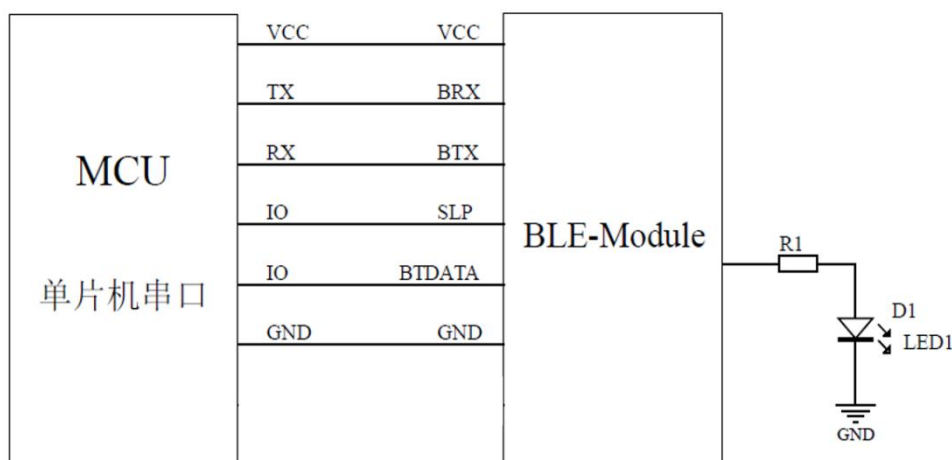 VCC VCC
TX BRX
MCU
RX BTX
IO SLP
BLE-Module
R1
IO BTDATA
单片机串口
D1
GND GND
LED1
GND